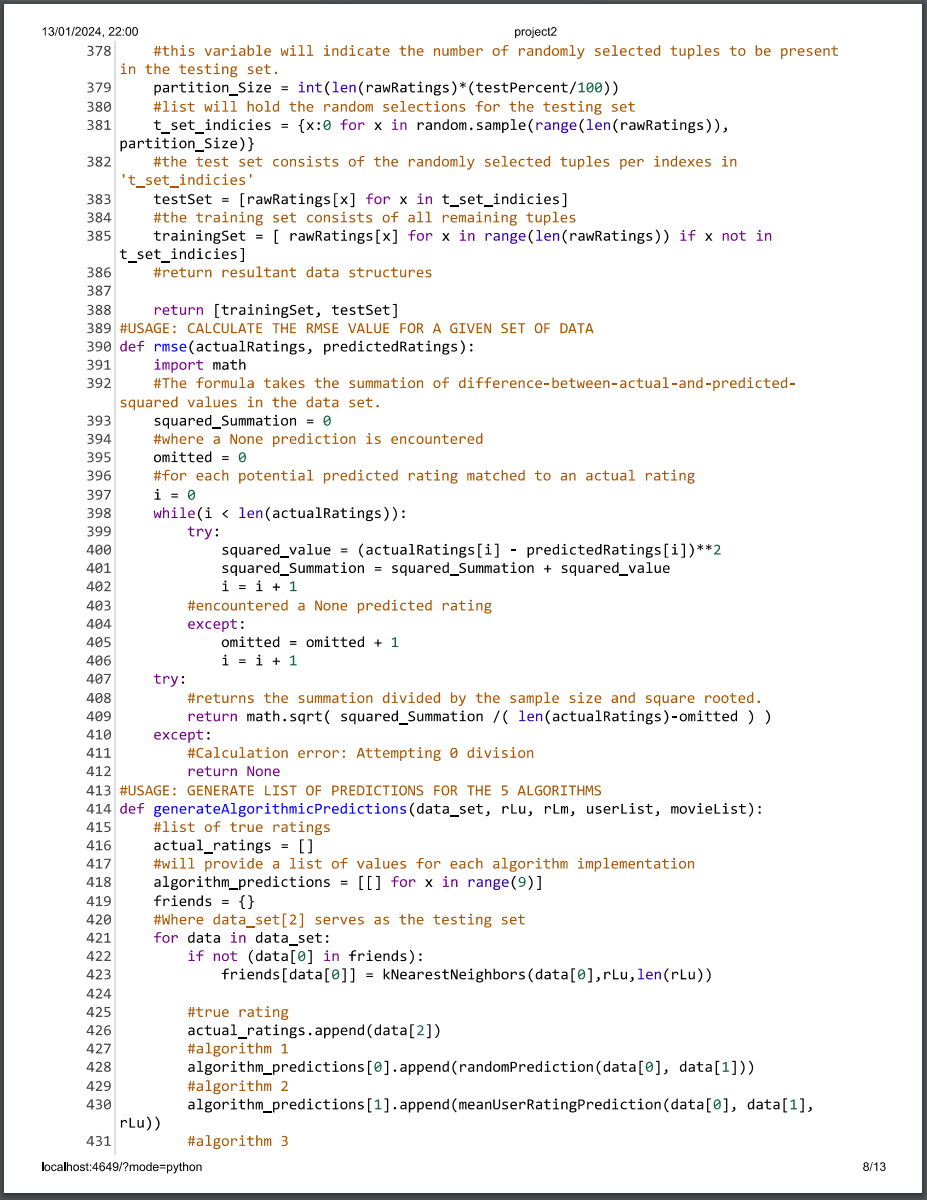 13/01/2024, 22:00 project2
378 #this variable will indicate the number of randomly selected tuples to be present
in the testing set.
379 partition_Size = int(len(rawRatings)*(testPercent/100))
380 #list will hold the random selections for the testing set
381 t_set_indicies = {x:0 for x in random.sample(range(len(rawRatings)),
partition_Size)}
382 #the test set consists of the randomly selected tuples per indexes in
't_set_indicies'
383 testSet = [rawRatings[x] for x in t_set_indicies]
384 #the training set consists of all remaining tuples
385 trainingSet = [ rawRatings[x] for x in range(len(rawRatings)) if x not in
t_set_indicies]
386 #return resultant data structures
387
388 return [trainingSet, testSet]
389 #USAGE: CALCULATE THE RMSE VALUE FOR A GIVEN SET OF DATA
390 def rmse(actualRatings, predictedRatings):
391 import math
392 #The formula takes the summation of difference-between-actual-and-predicted-
squared values in the data set.
393 squared_Summation = 0
394 #where a None prediction is encountered
395 omitted = 0
396 #for each potential predicted rating matched to an actual rating
397 i = 0
398 while(i < len(actualRatings)):
399 try:
400 squared_value = (actualRatings[i] - predictedRatings[i])**2
401 squared_Summation = squared_Summation + squared_value
402 i = i + 1
403 #encountered a None predicted rating
404 except:
405 omitted = omitted + 1
406 i = i + 1
407 try:
408 #returns the summation divided by the sample size and square rooted.
409 return math.sqrt( squared_Summation /( len(actualRatings)-omitted ) )
410 except:
411 #Calculation error: Attempting 0 division
412 return None
413 #USAGE: GENERATE LIST OF PREDICTIONS FOR THE 5 ALGORITHMS
414 def generateAlgorithmicPredictions(data_set, rLu, rLm, userList, movieList):
415 #list of true ratings
416 actual_ratings = []
417 #will provide a list of values for each algorithm implementation
418 algorithm_predictions = [[] for x in range(9)]
419 friends = {}
420 #Where data_set[2] serves as the testing set
421 for data in data_set:
422 if not (data[0] in friends):
423 friends[data[0]] = kNearestNeighbors(data[0],rLu,len(rLu))
424
425 #true rating
426 actual_ratings.append(data[2])
427 #algorithm 1
428 algorithm_predictions[0].append(randomPrediction(data[0], data[1]))
429 #algorithm 2
430 algorithm_predictions[1].append(meanUserRatingPrediction(data[0], data[1],
rLu))
431 #algorithm 3
localhost:4649/?mode=python 8/13